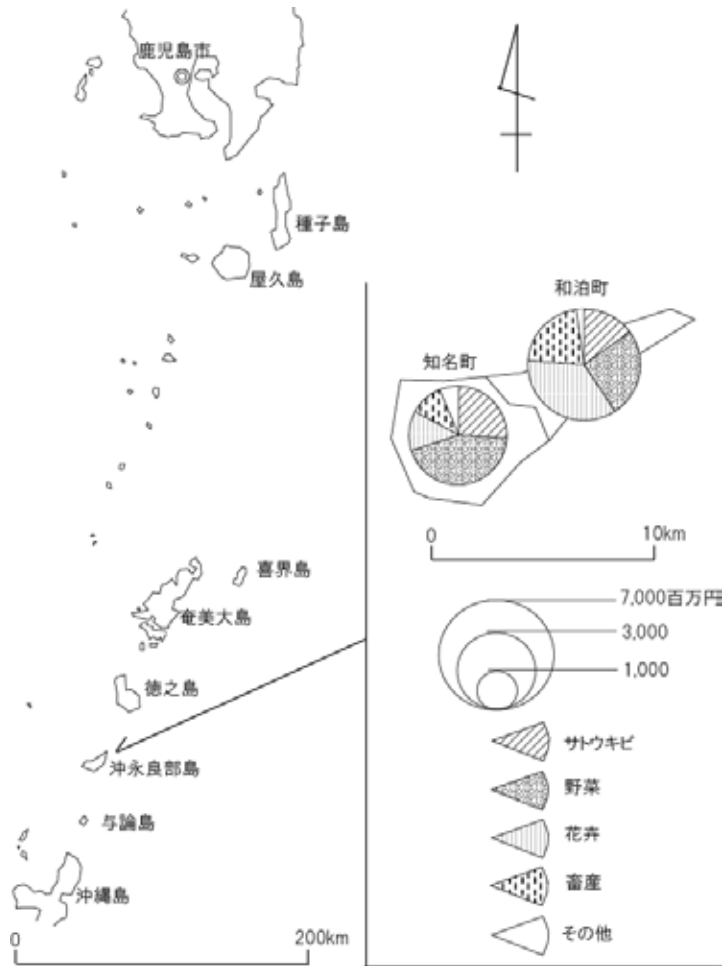 鹿児島市
種子島
屋久島
喜界島
奄美大島
徳之島
沖永良部島
与論島
沖縄島
0 200km
和泊町
知名町
0 10km
7,000百万円
3,000
1,000
サトウキビ
野菜
花卉
畜産
その他